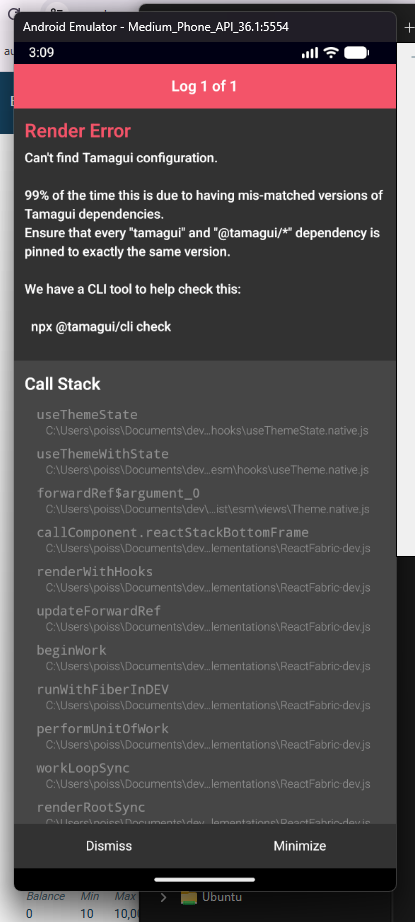 Android Emulator - Medium_Phone_API_36.1:5554
3:09
Log 1 of 1
Render Error
Can't find Tamagui configuration.
99% of the time this is due to having mis-matched versions of
Tamagui dependencies.
Ensure that every "tamagui" and "@tamagui/*" dependency is
pinned to exactly the same version.
We have a CLI tool to help check this:
npx @tamagui/cli check
Call Stack
useThemeState
C:\Users\poiss\Documents\dev...hooks\useThemeState.native.js
useThemeWithState
C:\Users\poiss\Documents\dev...esm\hooks\useTheme.native.js
forwardRef$argument_0
C:\Users\poiss\Documents\dev\...ist\esm\views\Theme.native.js
callComponent.reactStackBottomFrame
C:\Users\poiss\Documents\dev...lementations\ReactFabric-dev.js
renderWithHooks
C:\Users\poiss\Documents\dev...lementations\ReactFabric-dev.js
updateForwardRef
C:\Users\poiss\Documents\dev...lementations\ReactFabric-dev.js
beginWork
C:\Users\poiss\Documents\dev...lementations\ReactFabric-dev.js
runWithFiberInDEV
C:\Users\poiss\Documents\dev...lementations\ReactFabric-dev.js
performUnitOfWork
C:\Users\poiss\Documents\dev...lementations\ReactFabric-dev.js
workLoopSync
C:\Users\poiss\Documents\dev...lementations\ReactFabric-dev.js
renderRootSync
Dismiss
Minimize
Balance Min Max
0 10 10,0
Ubuntu